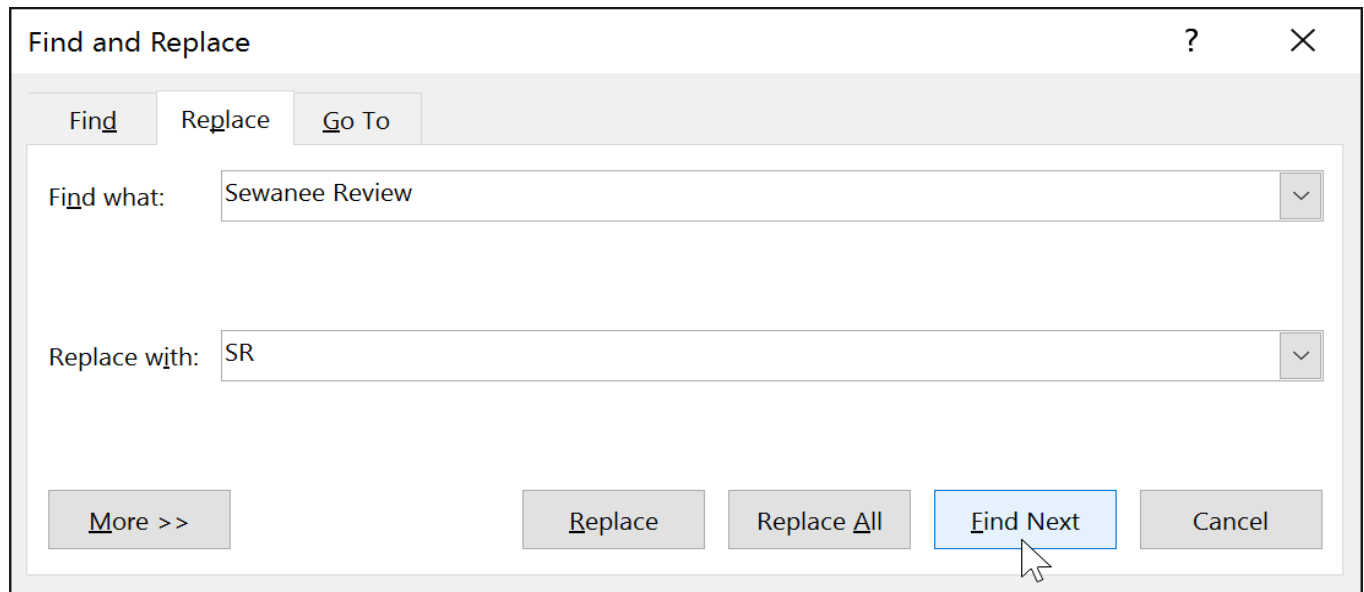 Find and Replace ?
Find Replace Go To
Find what: Sewanee Review
Replace with: SR
More >> Replace Replace All Find Next Cancel